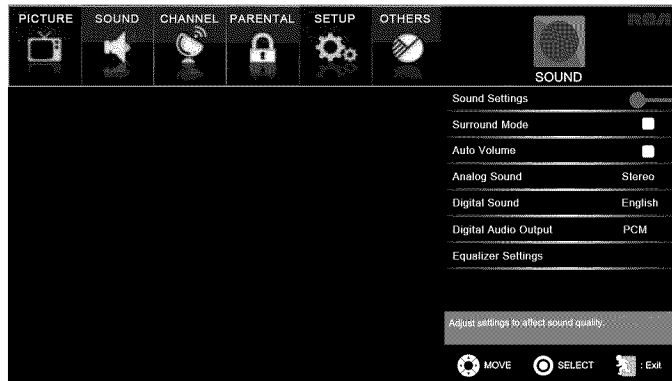 PICTURE SOUND CHANNEL PARENTAL SETUP OTHERS
RCA
SOUND
Sound Settings
Surround Mode
Auto Volume
Analog Sound Stereo
Digital Sound English
Digital Audio Output PCM
Equalizer Settings
Adjust settings to affect sound quality.
MOVE SELECT : Exit